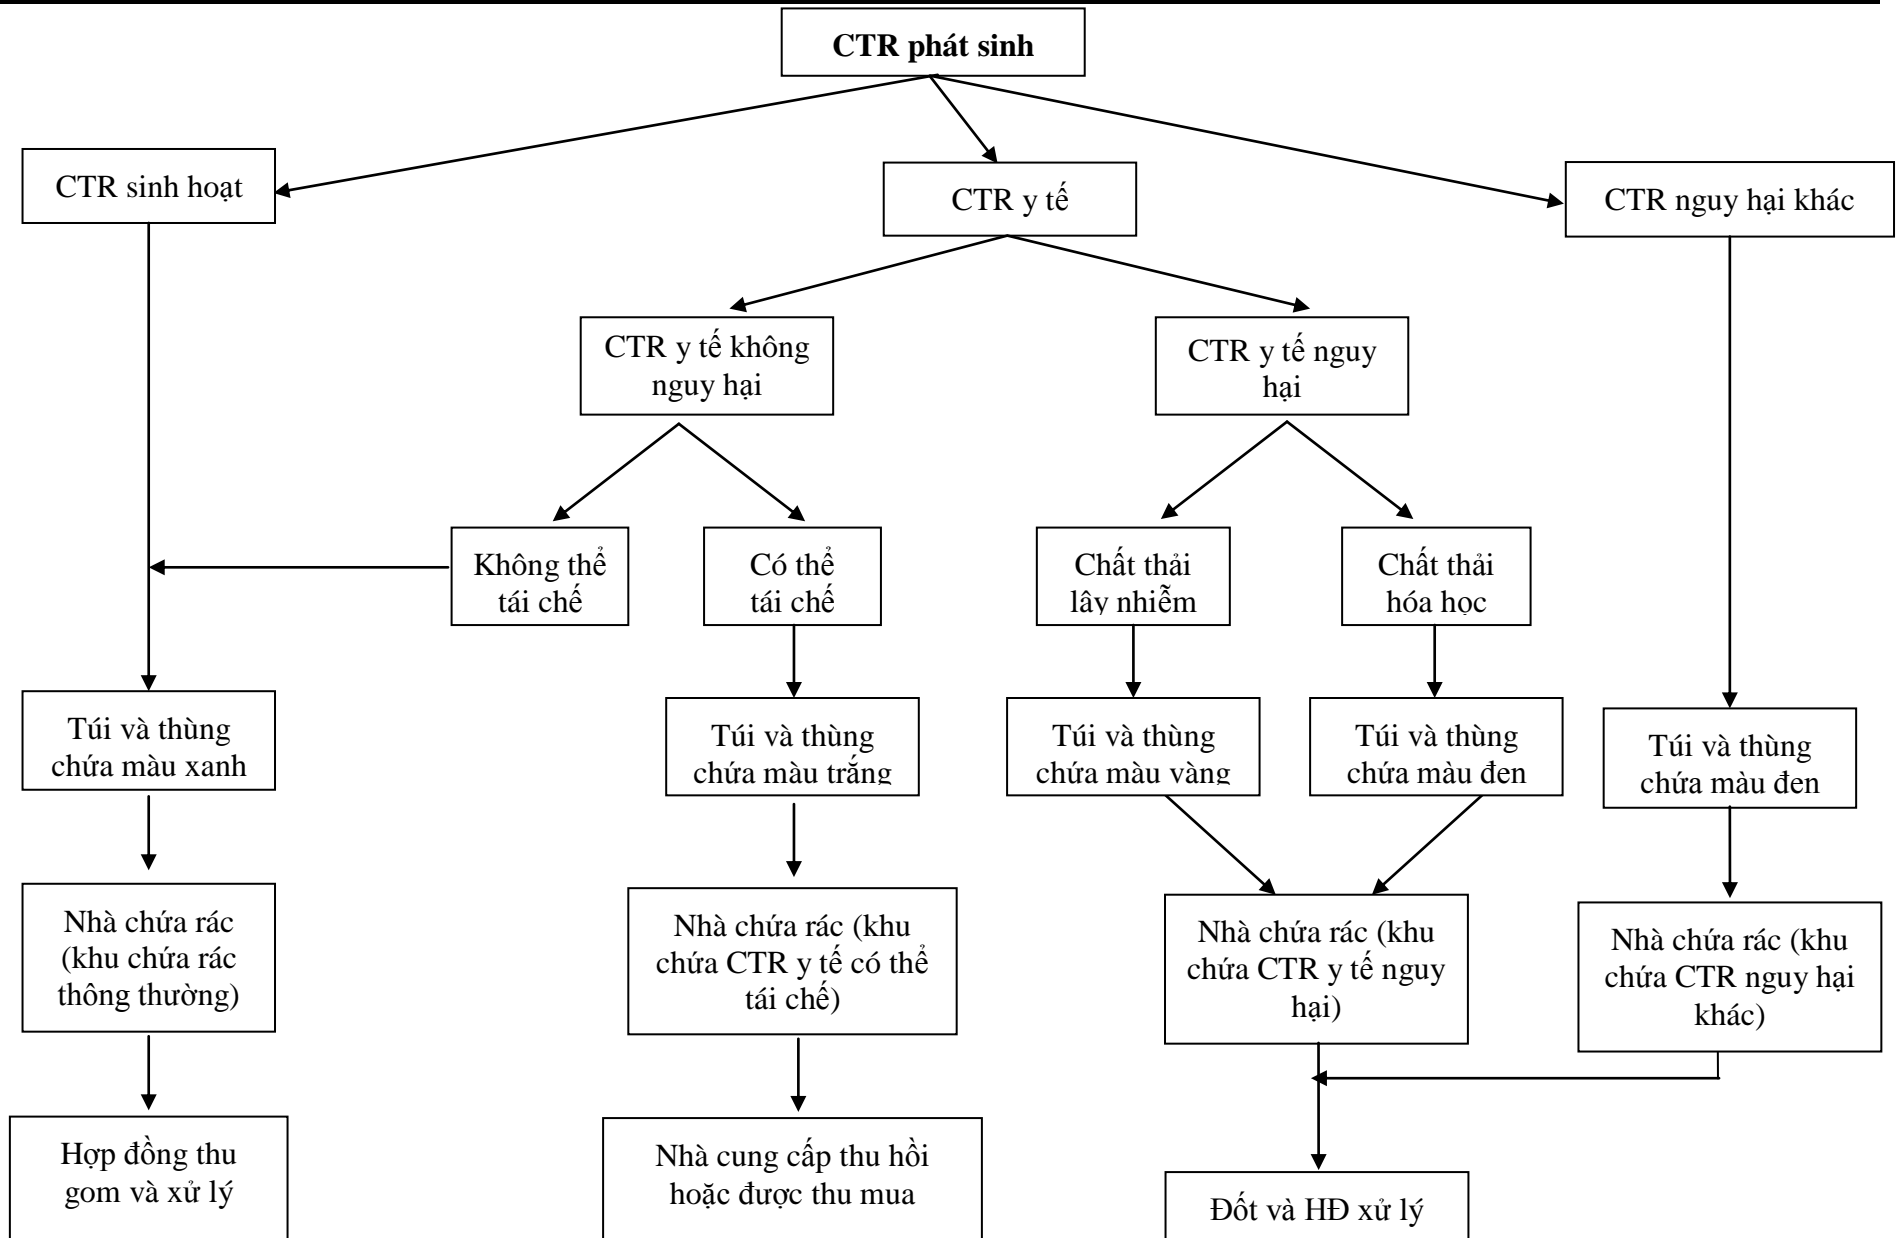 CTR phát sinh
CTR sinh hoạt
CTR y tế
CTR nguy hại khác
CTR y tế không
nguy hại
CTR y tế nguy
hại
Không thể
tái chế
Có thể
tái chế
Chất thải
lây nhiễm
Chất thải
hóa học
Túi và thùng
chứa màu xanh
Túi và thùng
chứa màu trắng
Túi và thùng
chứa màu vàng
Túi và thùng
chứa màu đen
Túi và thùng
chứa màu đen
Nhà chứa rác
(khu chứa rác
thông thường)
Nhà chứa rác (khu
chứa CTR y tế có thể
tái chế)
Nhà chứa rác (khu
chứa CTR y tế nguy
hại)
Nhà chứa rác (khu
chứa CTR nguy hại
khác)
Hợp đồng thu
gom và xử lý
Nhà cung cấp thu hồi
hoặc được thu mua
Đốt và HĐ xử lý